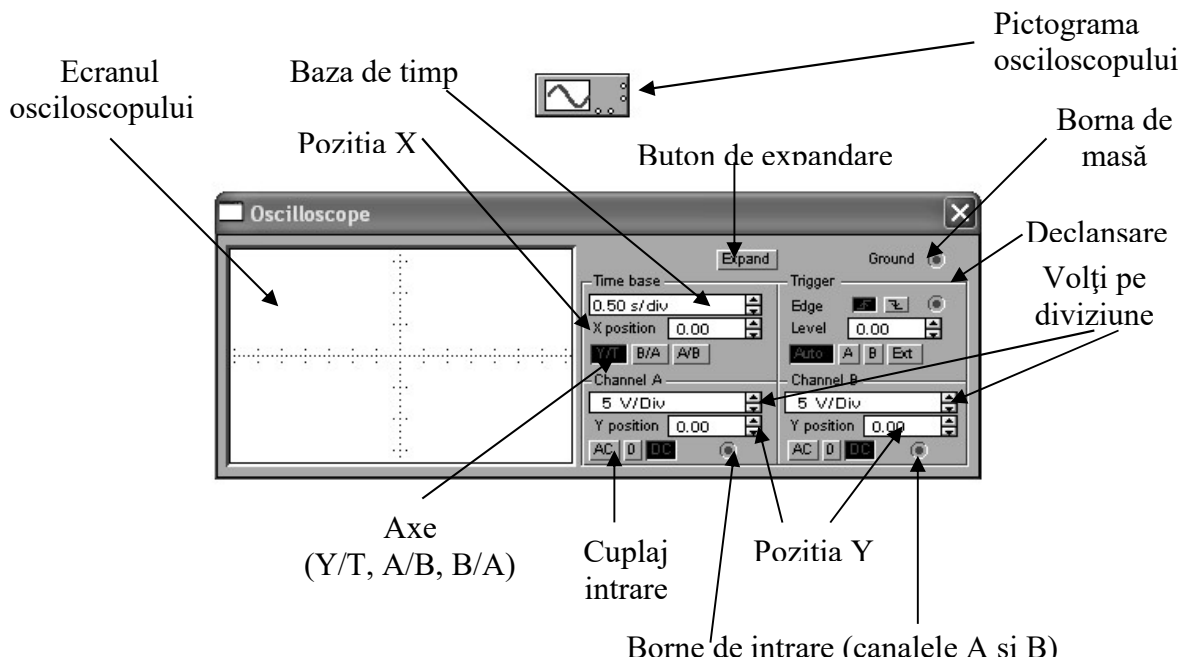 Pictograma
osciloscopului
Ecranul
osciloscopului
Baza de timp
Borna de
masă
Pozitia X
Buton de expandare
Oscilloscope
Declansare
Volţi pe
diviziune
Expand
Ground
Time base
0.50 s/div
X position 0.00
Y/T B/A A/B
Trigger
Edge
Level 0.00
Auto A B Ext
Channel A
5 V/Div
Y position 0.00
AC 0 DC
Channel B
5 V/Div
Y position 0.00
AC 0 DC
Axe
(Y/T, A/B, B/A)
Cuplaj
intrare
Pozitia Y
Borne de intrare (canalele A si B)